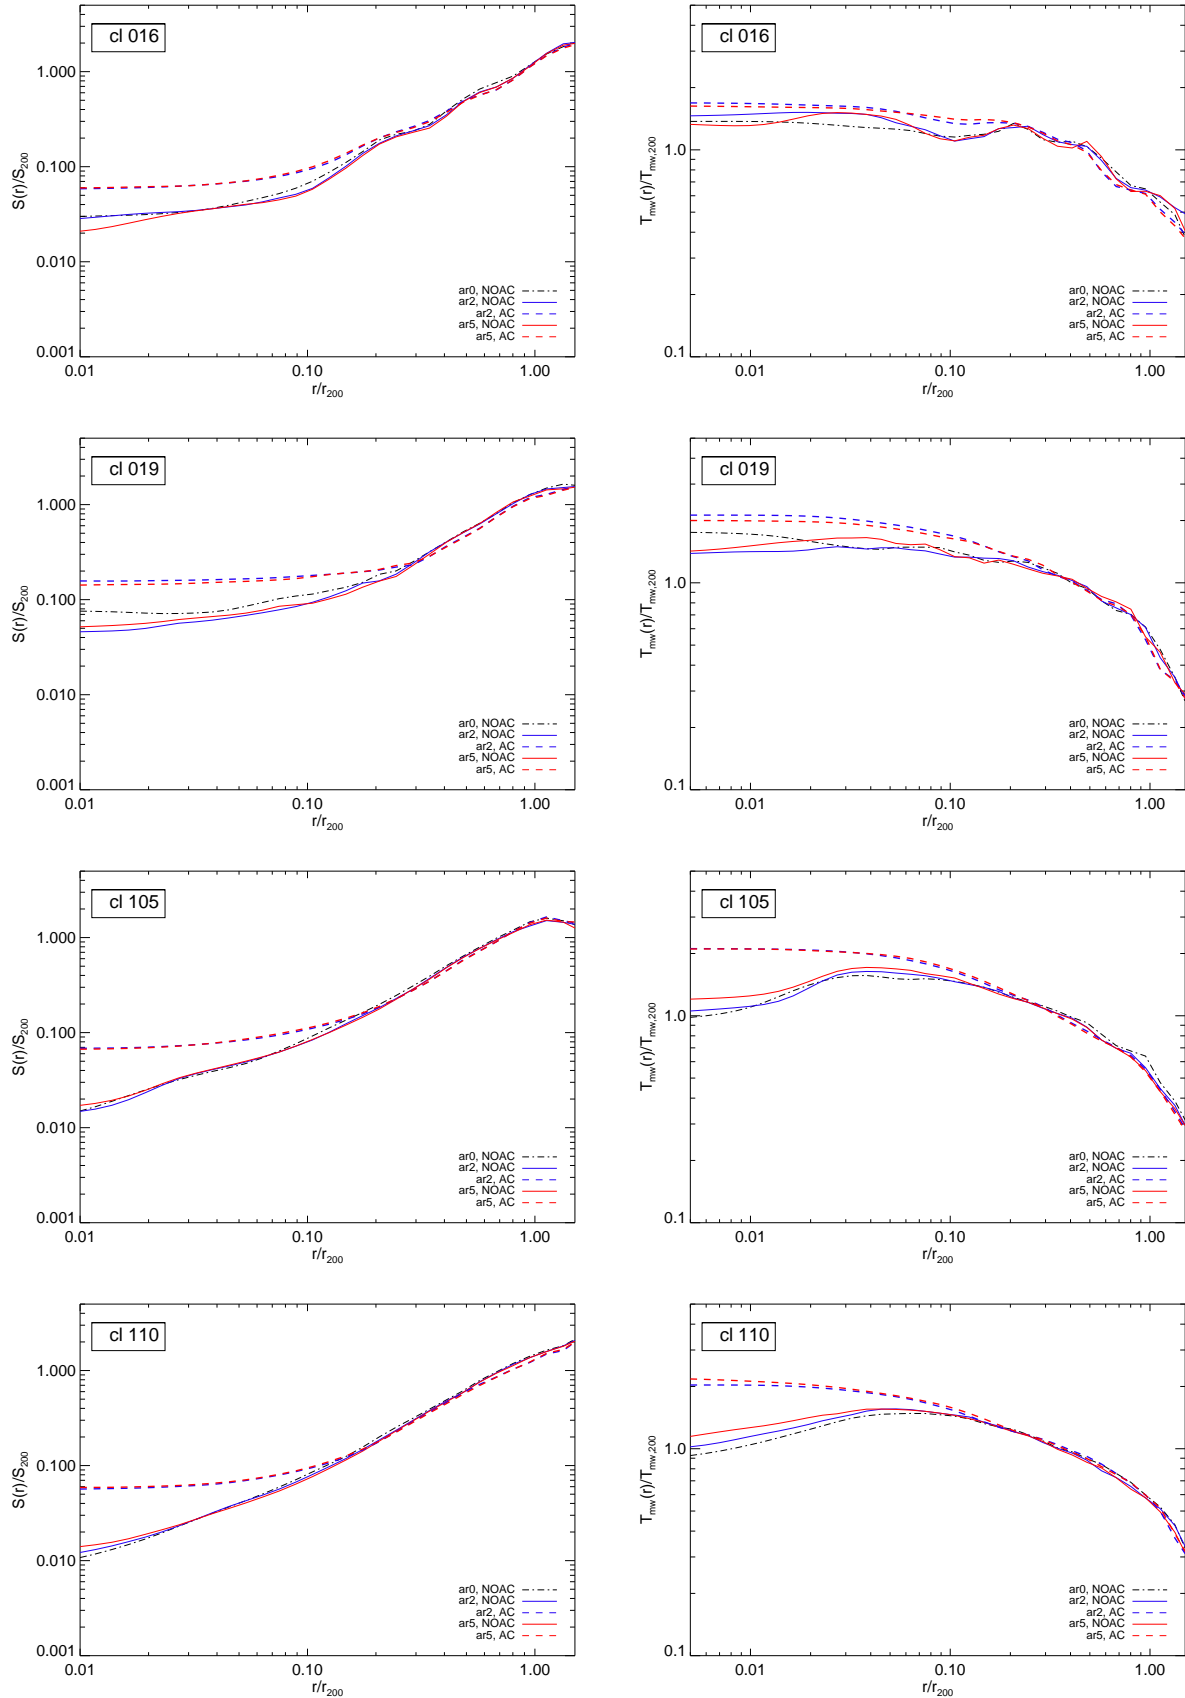 cl 016
1.000
0.100
0.010
0.001
S(r)/S200
ar0, NOAC
ar2, NOAC
ar2, AC
ar5, NOAC
ar5, AC
0.01
0.10
1.00
r/r200
cl 016
1.0
0.1
Tmw(r)/Tmw,200
ar0, NOAC
ar2, NOAC
ar2, AC
ar5, NOAC
ar5, AC
0.01
0.10
1.00
r/r200
cl 019
1.000
0.100
0.010
0.001
S(r)/S200
ar0, NOAC
ar2, NOAC
ar2, AC
ar5, NOAC
ar5, AC
0.01
0.10
1.00
r/r200
cl 019
1.0
0.1
Tmw(r)/Tmw,200
ar0, NOAC
ar2, NOAC
ar2, AC
ar5, NOAC
ar5, AC
0.01
0.10
1.00
r/r200
cl 105
1.000
0.100
0.010
0.001
S(r)/S200
ar0, NOAC
ar2, NOAC
ar2, AC
ar5, NOAC
ar5, AC
0.01
0.10
1.00
r/r200
cl 105
1.0
0.1
Tmw(r)/Tmw,200
ar0, NOAC
ar2, NOAC
ar2, AC
ar5, NOAC
ar5, AC
0.01
0.10
1.00
r/r200
cl 110
1.000
0.100
0.010
0.001
S(r)/S200
ar0, NOAC
ar2, NOAC
ar2, AC
ar5, NOAC
ar5, AC
0.01
0.10
1.00
r/r200
cl 110
1.0
0.1
Tmw(r)/Tmw,200
ar0, NOAC
ar2, NOAC
ar2, AC
ar5, NOAC
ar5, AC
0.01
0.10
1.00
r/r200